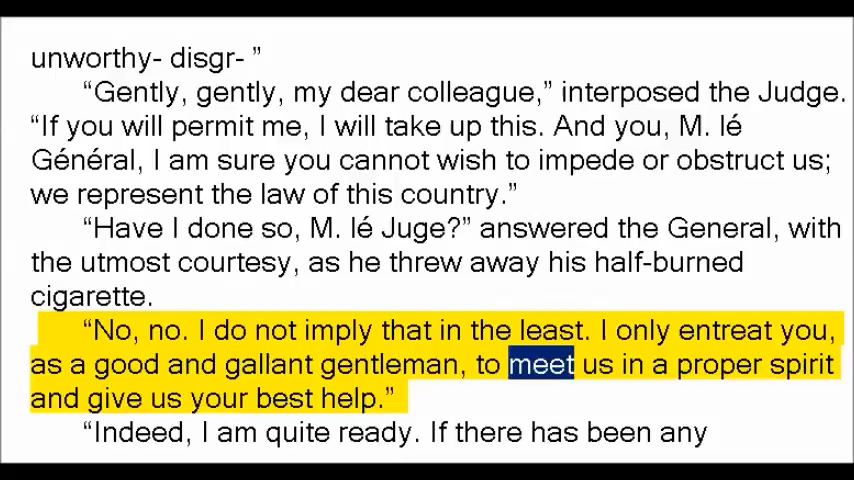 unworthy- disgr- ”
“Gently, gently, my dear colleague,” interposed the Judge.
“If you will permit me, I will take up this. And you, M. lé
Général, I am sure you cannot wish to impede or obstruct us;
we represent the law of this country.”
“Have I done so, M. lé Juge?” answered the General, with
the utmost courtesy, as he threw away his half-burned
cigarette.
“No, no. I do not imply that in the least. I only entreat you,
as a good and gallant gentleman, to meet us in a proper spirit
and give us your best help.”
“Indeed, I am quite ready. If there has been any